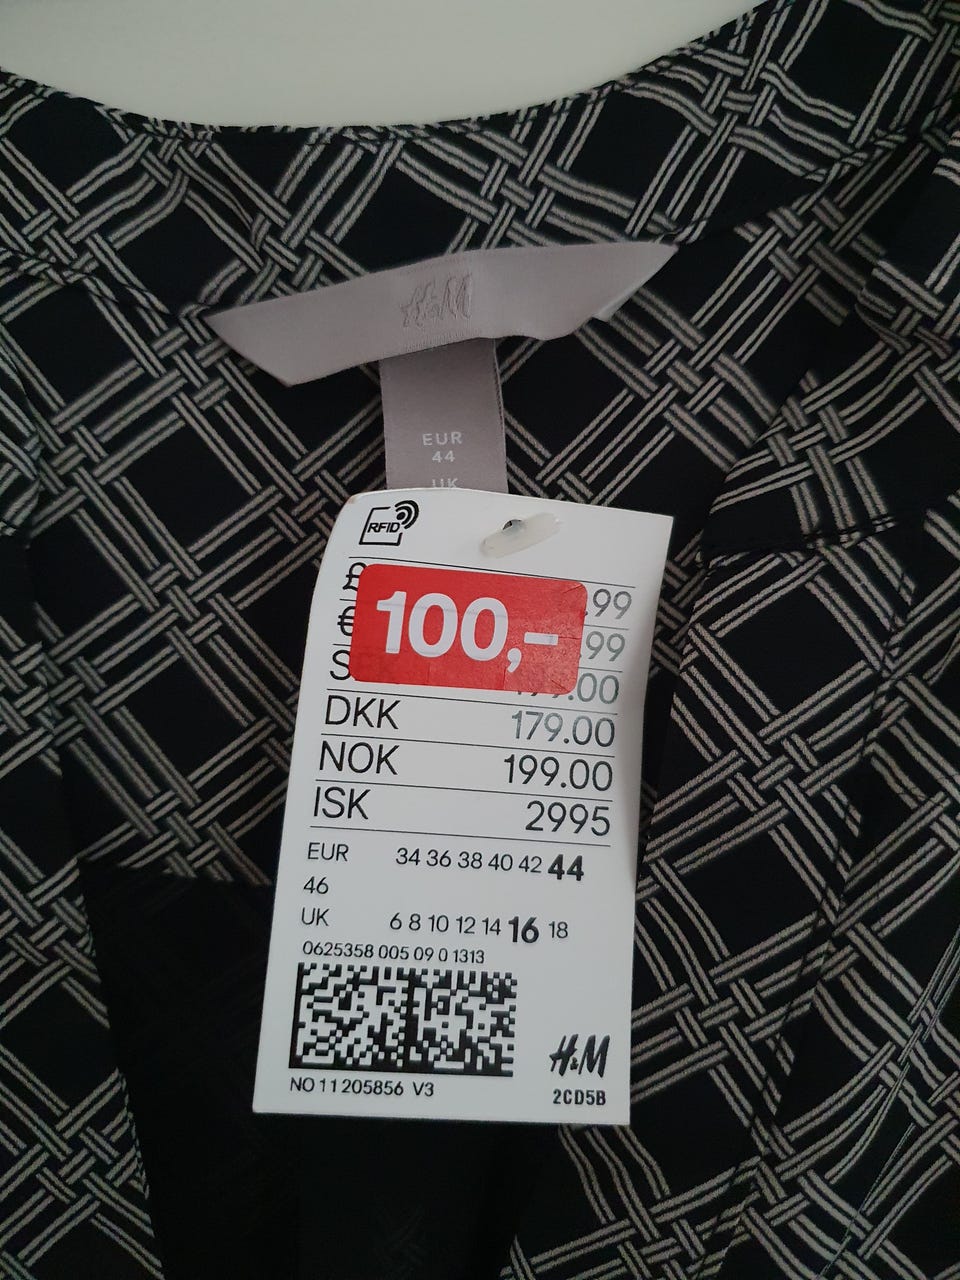 H&M
EUR
44
UK
RFID
£ .99
100,-
€ 99
S .00
DKK 179.00
NOK 199.00
ISK 2995
EUR 34 36 38 40 42 44
46
UK 6 8 10 12 14 16 18
0625358 005 09 0 1313
H&M
NO 11205856 V3
2CD5B